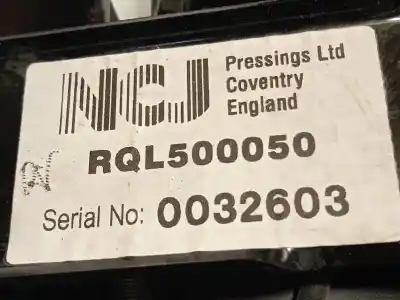 NCJ Pressings Ltd
Coventry
England
RQL500050
Serial No: 0032603